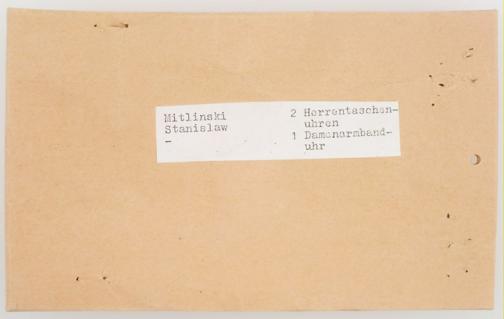 Mitlinski
Stanislaw
-
2 Herrentaschen-
uhren
1 Damenarmband-
uhr